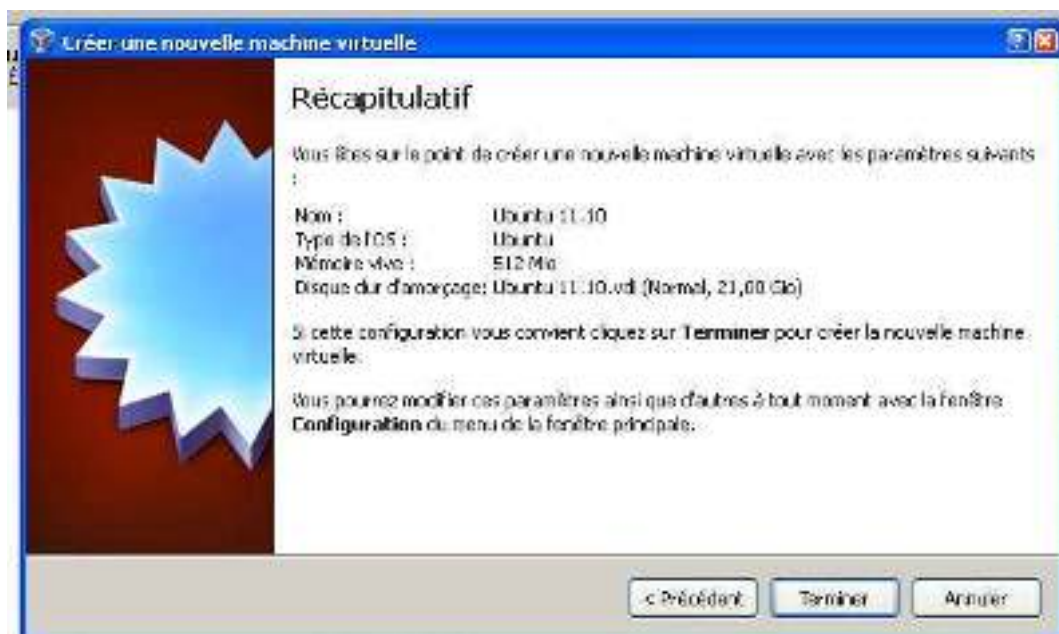 Créer une nouvelle machine virtuelle
Récapitulatif
Vous êtes sur le point de créer une nouvelle machine virtuelle avec les paramètres suivants
:
Nom : Ubuntu 11.10
Type de l'OS : Ubuntu
Mémoire vive : 512 Mio
Disque dur d'amorçage: Ubuntu 11.10.vdi (Normal, 21,00 Gio)
Si cette configuration vous convient cliquez sur Terminer pour créer la nouvelle machine
virtuelle.
Vous pourrez modifier ces paramètres ainsi que d'autres à tout moment avec la fenêtre
Configuration du menu de la fenêtre principale.
< Précédent Terminer Annuler